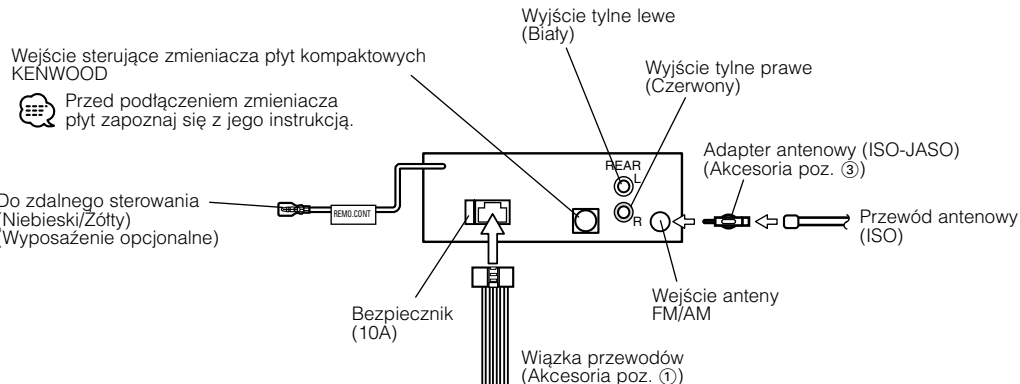 Wyjście tylne lewe
(Biały)
Wejście sterujące zmieniacza płyt kompaktowych
KENWOOD
Wyjście tylne prawe
(Czerwony)
Przed podłączeniem zmieniacza
płyt zapoznaj się z jego instrukcją.
Adapter antenowy (ISO-JASO)
(Akcesoria poz. ③)
REAR
L
R
Do zdalnego sterowania
(Niebieski/Żółty)
(Wyposażenie opcjonalne)
REMO.CONT
Przewód antenowy
(ISO)
Wejście anteny
FM/AM
Bezpiecznik
(10A)
Wiązka przewodów
(Akcesoria poz. ①)